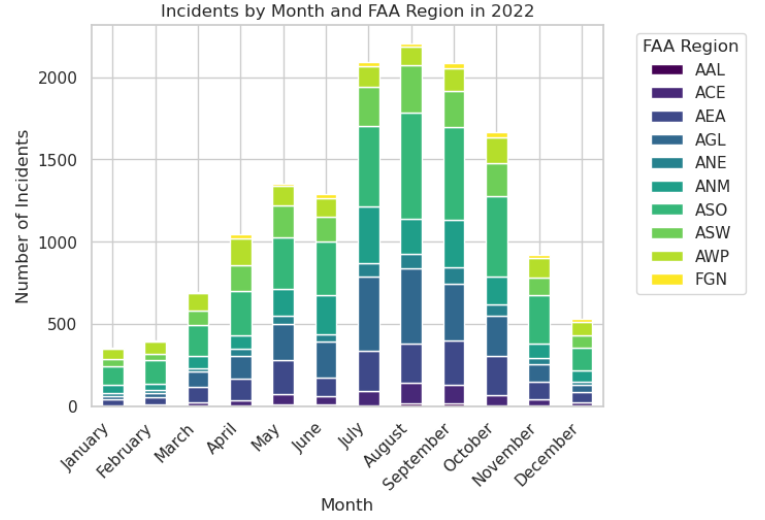 Incidents by Month and FAA Region in 2022
Number of Incidents
2000
1500
1000
500
0
January
February
March
April
May
June
July
August
September
October
November
December
Month
FAA Region
AAL
ACE
AEA
AGL
ANE
ANM
ASO
ASW
AWP
FGN